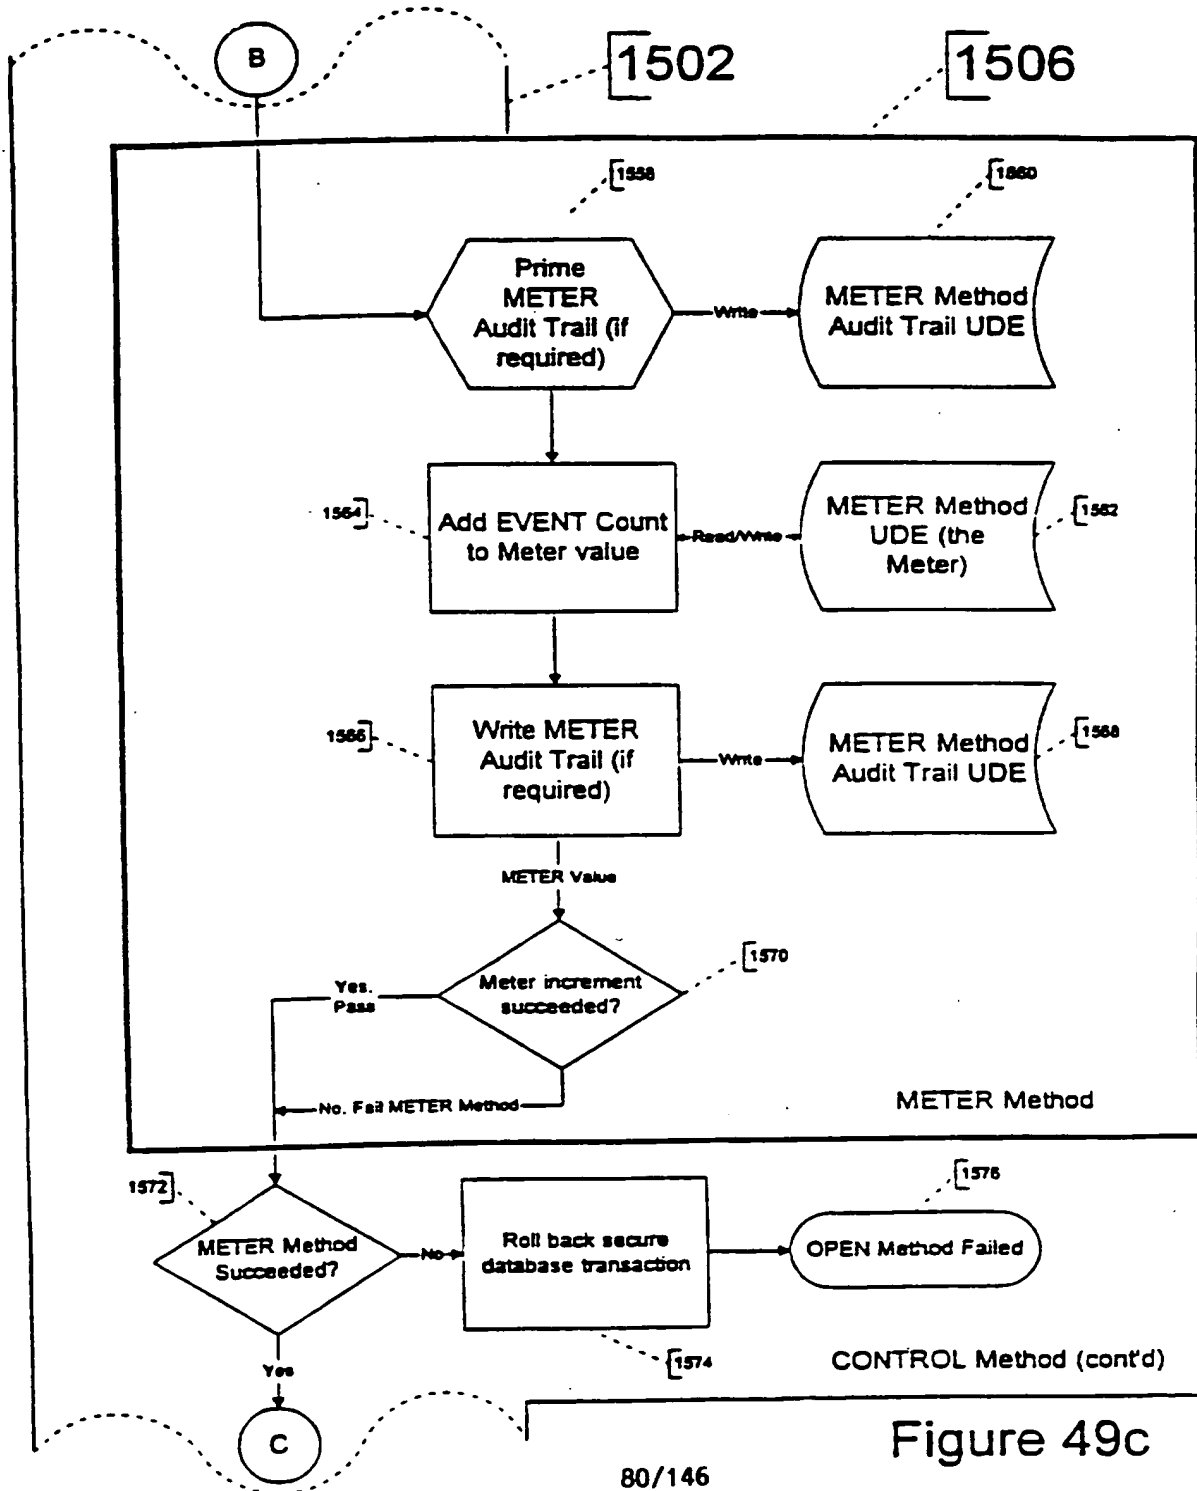 B
1502
1506
1558
1560
Prime
METER
Audit Trail (if
required)
Write
METER Method
Audit Trail UDE
1564
Add EVENT Count
to Meter value
Read/Write
METER Method
UDE (the
Meter)
1562
1566
Write METER
Audit Trail (if
required)
Write
METER Method
Audit Trail UDE
1568
METER Value
Meter increment
succeeded?
1570
Yes.
Pass
No. Fail METER Method
METER Method
1572
METER Method
Succeeded?
No
Roll back secure
database transaction
1576
OPEN Method Failed
1574
Yes
CONTROL Method (cont'd)
C
Figure 49c
80/146